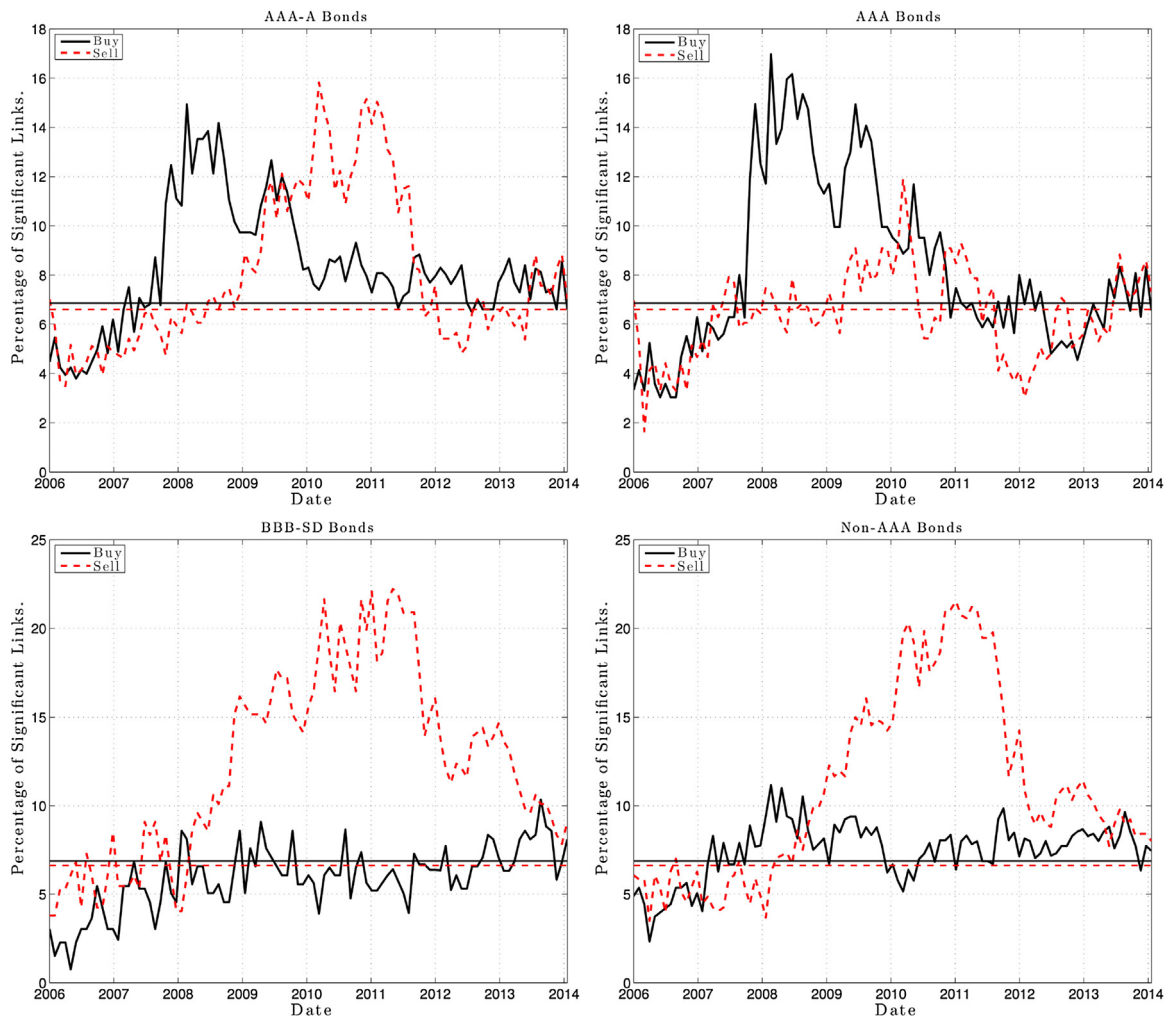 AAA-A Bonds
Buy
Sell
Percentage of Significant Links.
18
16
14
12
10
8
6
4
2
0
2006 2007 2008 2009 2010 2011 2012 2013 2014
Date
AAA Bonds
Buy
Sell
Percentage of Significant Links.
18
16
14
12
10
8
6
4
2
0
2006 2007 2008 2009 2010 2011 2012 2013 2014
Date
BBB-SD Bonds
Buy
Sell
Percentage of Significant Links.
25
20
15
10
5
0
2006 2007 2008 2009 2010 2011 2012 2013 2014
Date
Non-AAA Bonds
Buy
Sell
Percentage of Significant Links.
25
20
15
10
5
0
2006 2007 2008 2009 2010 2011 2012 2013 2014
Date